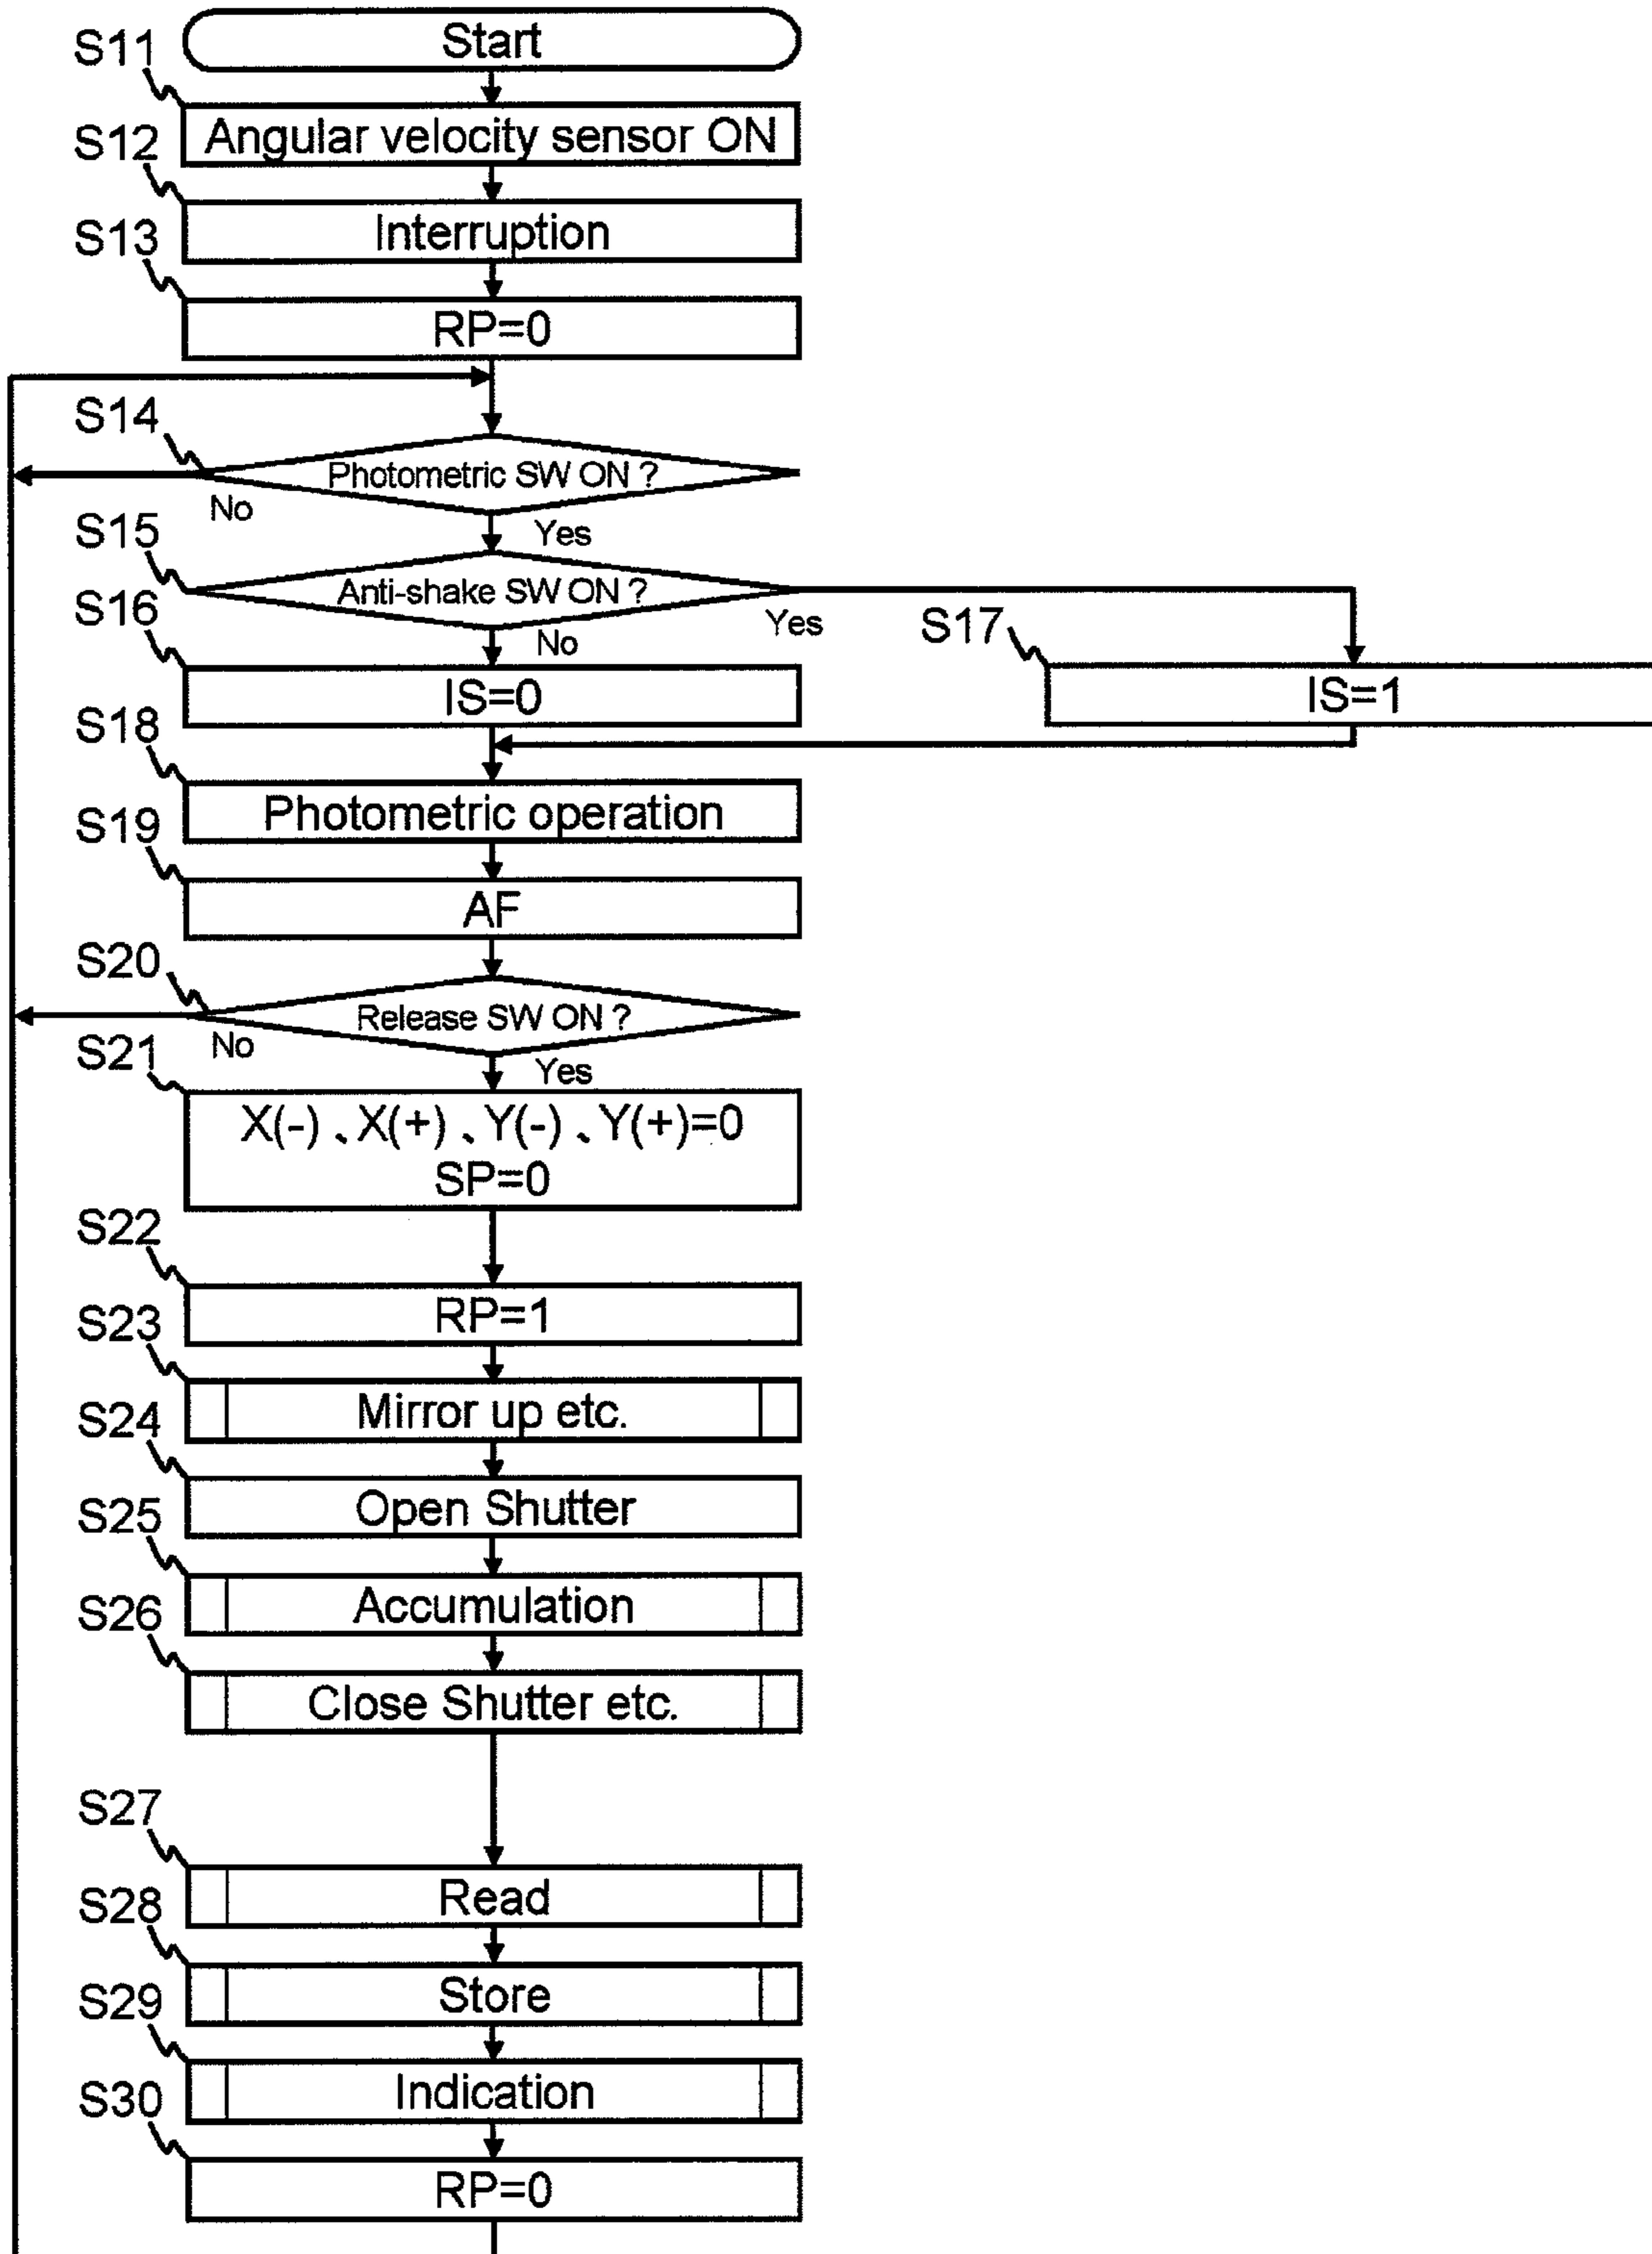 Start
S11
Angular velocity sensor ON
S12
Interruption
S13
RP=0
S14
Photometric SW ON ?
No
Yes
S15
Anti-shake SW ON ?
Yes
No
S16
IS=0
S17
IS=1
S18
Photometric operation
S19
AF
S20
Release SW ON ?
No
Yes
S21
X(-) 、X(+) 、Y(-) 、Y(+)=0
SP=0
S22
RP=1
S23
Mirror up etc.
S24
Open Shutter
S25
Accumulation
S26
Close Shutter etc.
S27
Read
S28
Store
S29
Indication
S30
RP=0